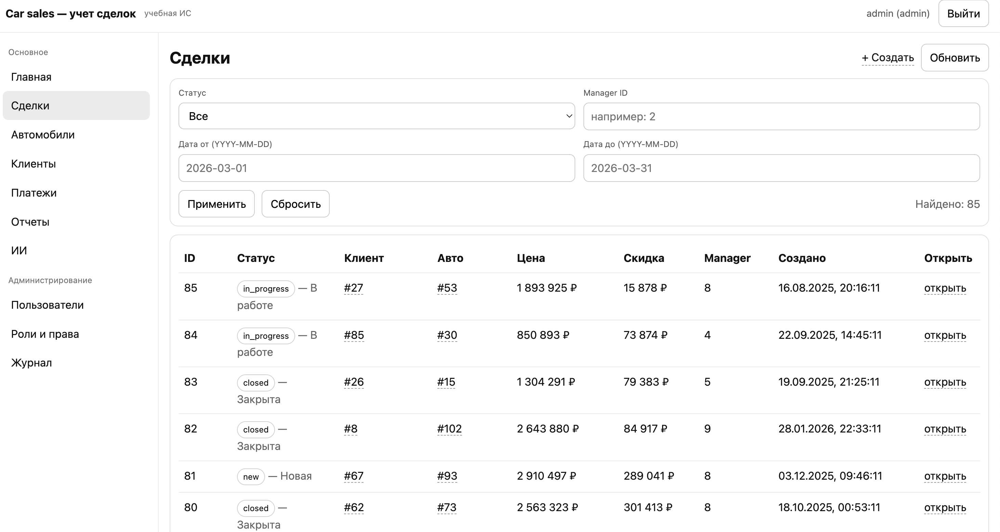 Car sales — учет сделок учебная ИС admin (admin) Выйти
Основное
Главная
Сделки
Автомобили
Клиенты
Платежи
Отчеты
ИИ
Администрирование
Пользователи
Роли и права
Журнал
Сделки + Создать Обновить
Статус Manager ID
Все например: 2
Дата от (YYYY-MM-DD) Дата до (YYYY-MM-DD)
2026-03-01 2026-03-31
Применить Сбросить Найдено: 85
ID Статус Клиент Авто Цена Скидка Manager Создано Открыть
85 in_progress — В #27 #53 1 893 925 ₽ 15 878 ₽ 8 16.08.2025, 20:16:11 открыть
работе
84 in_progress — В #85 #30 850 893 ₽ 73 874 ₽ 4 22.09.2025, 14:45:11 открыть
работе
83 closed — #26 #15 1 304 291 ₽ 79 383 ₽ 5 19.09.2025, 21:25:11 открыть
Закрыта
82 closed — #8 #102 2 643 880 ₽ 84 917 ₽ 9 28.01.2026, 22:33:11 открыть
Закрыта
81 new — Новая #67 #93 2 910 497 ₽ 289 041 ₽ 8 03.12.2025, 09:46:11 открыть
80 closed — #62 #73 2 563 323 ₽ 301 413 ₽ 8 18.10.2025, 00:53:11 открыть
Закрыта